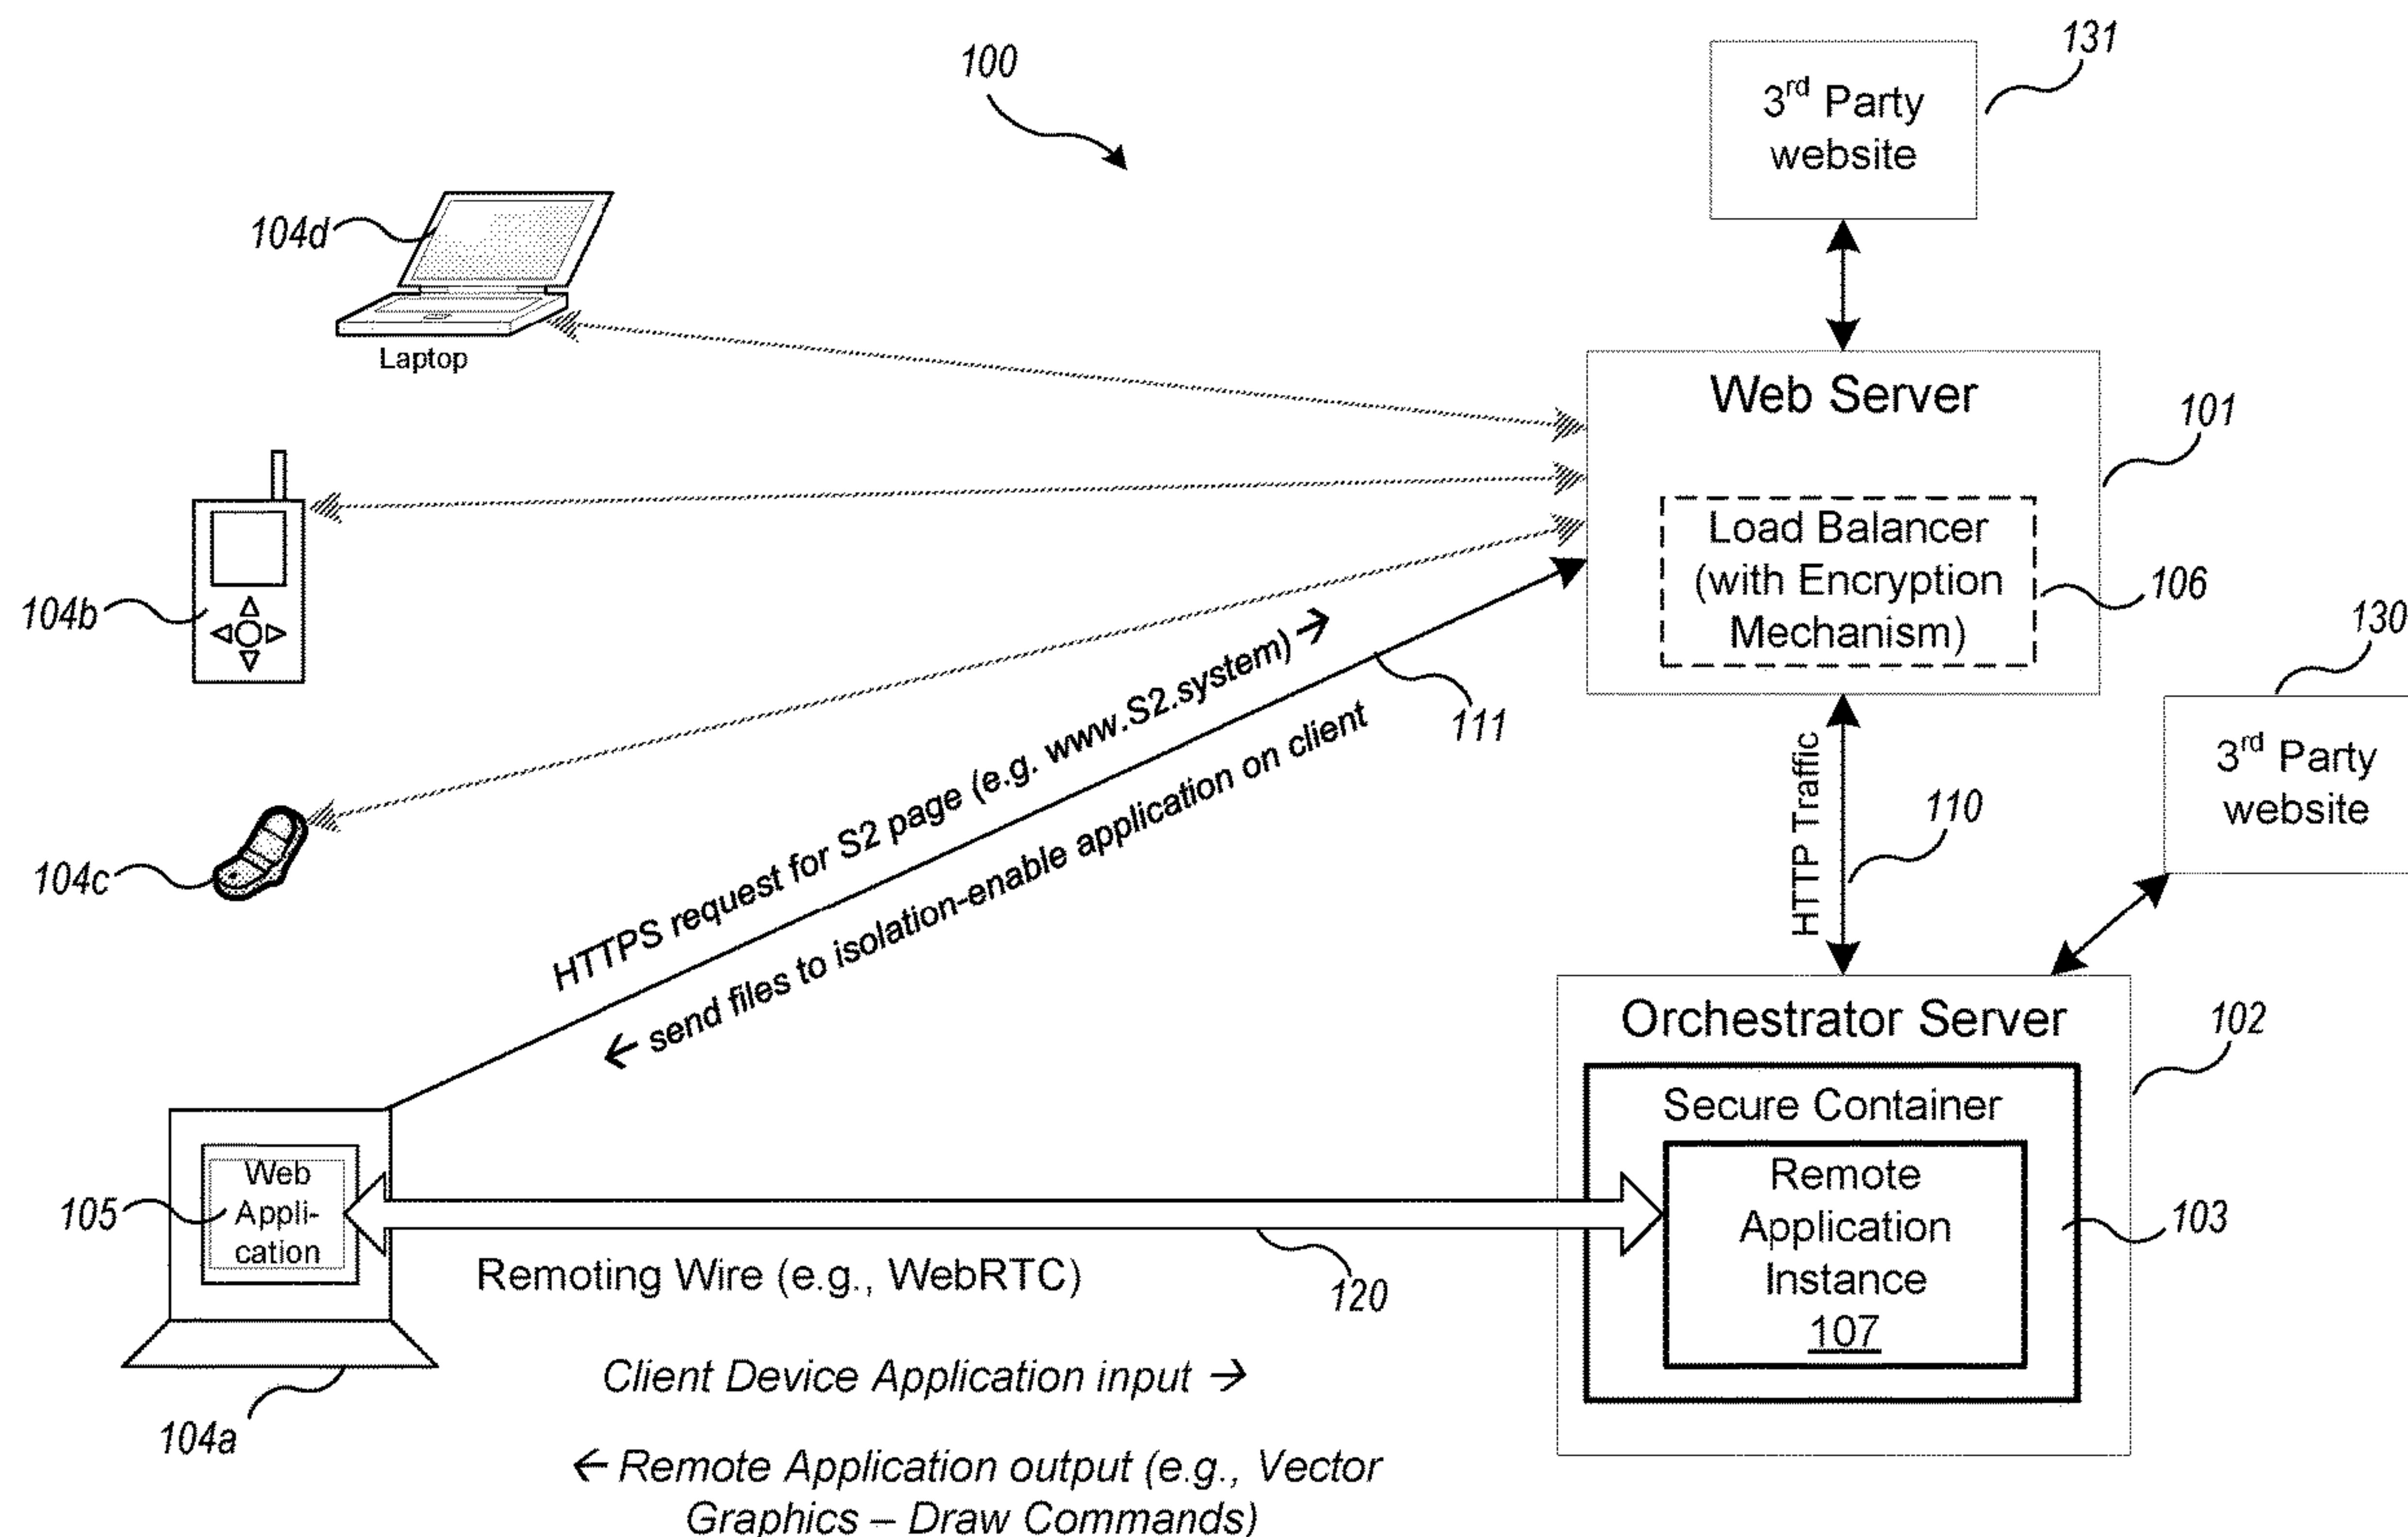 100
131
3rd Party
website
104d
Laptop
Web Server
101
Load Balancer
(with Encryption
Mechanism)
106
104b
130
3rd Party
website
HTTPS request for S2 page (e.g. www.S2.system) →
← send files to isolation-enable application on client
111
HTTP Traffic
110
104c
Orchestrator Server
102
Secure Container
Remote
Application
Instance
107
103
Web
Appli-
cation
105
Remoting Wire (e.g., WebRTC)
120
Client Device Application input →
104a
← Remote Application output (e.g., Vector
Graphics – Draw Commands)